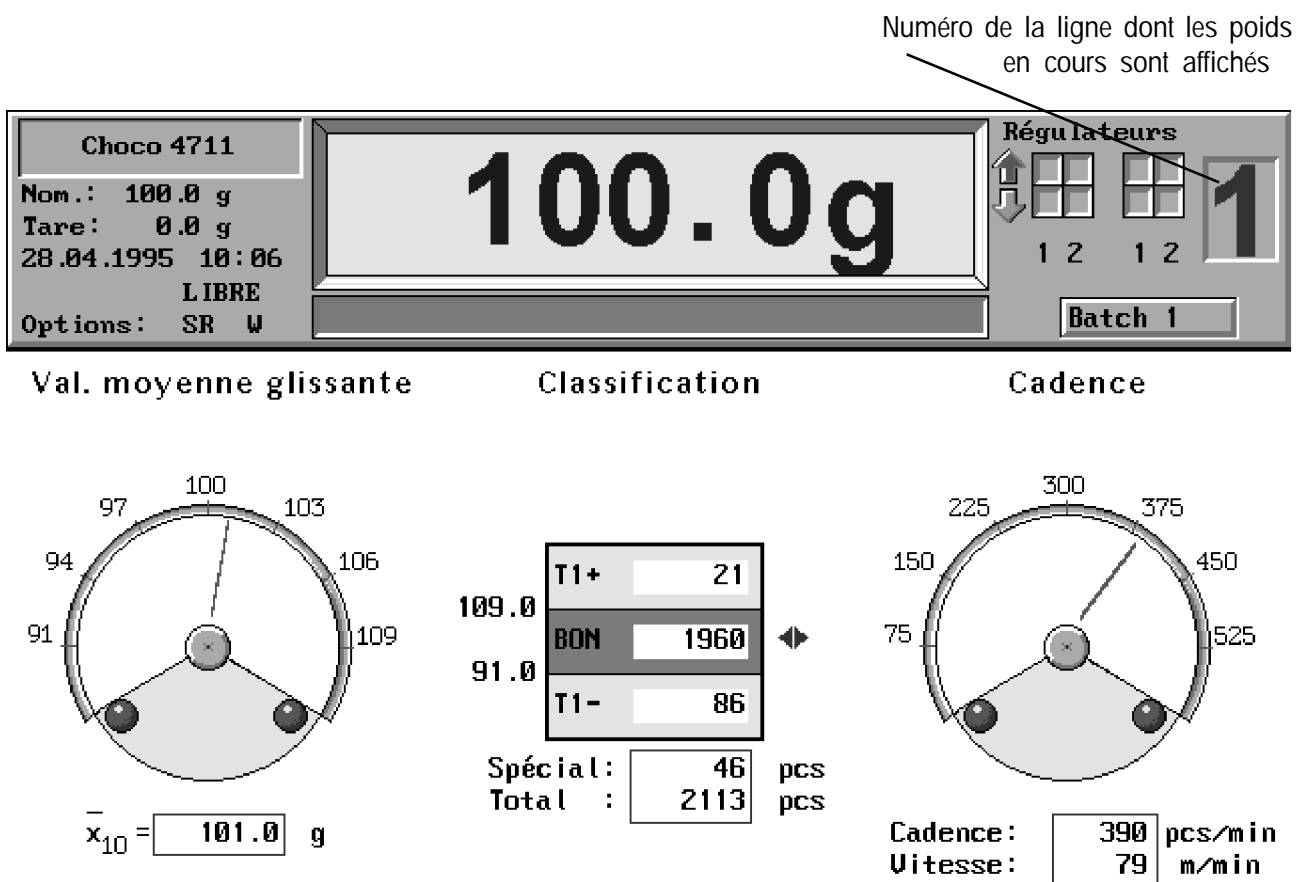 Numéro de la ligne dont les poids
en cours sont affichés
Choco 4711
Nom.: 100.0 g
Tare: 0.0 g
28.04.1995 10:06
LIBRE
Options: SR W
100.0g
Régulateurs
1 2 1 2
1
Batch 1
Val. moyenne glissante
Classification
Cadence
91 94 97 100 103 106 109
x̅10 = 101.0 g
T1+ 21
109.0
BON 1960
91.0
T1- 86
Spécial: 46 pcs
Total : 2113 pcs
75 150 225 300 375 450 525
Cadence: 390 pcs/min
Vitesse: 79 m/min